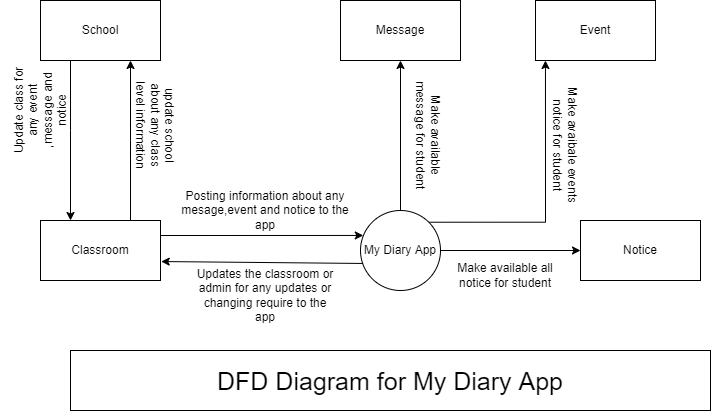 School
Message
Event
Update class for
any event
,message and
notice
update school
about any class
level information
Make available
message for student
Make avaibale events
notice for student
Posting information about any
mesage,event and notice to the
app
Classroom
My Diary App
Notice
Updates the classroom or
admin for any updates or
changing require to the
app
Make available all
notice for student
DFD Diagram for My Diary App